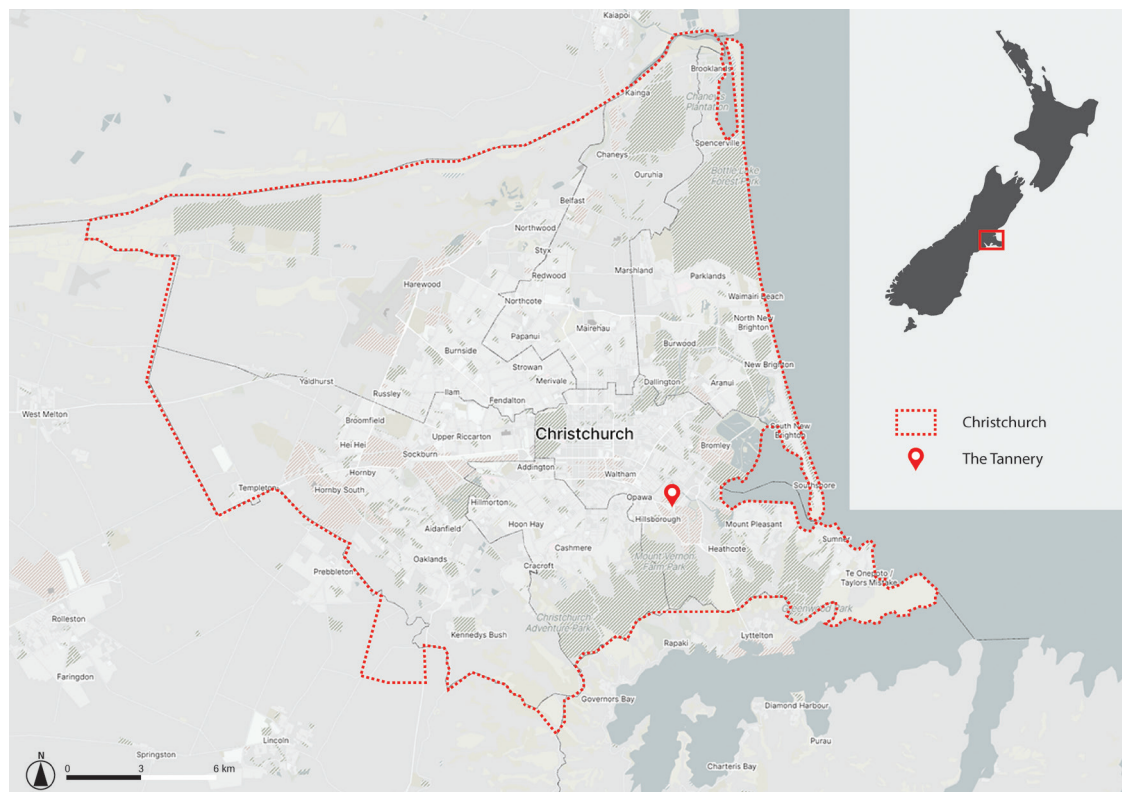 Kaiapoi
Brooklands
Kainga
Chaney's
Plantation
Spencerville
Chaneys
Ouruhia
Bottle Lake
Forest Park
Belfast
Northwood
Styx
Redwood
Marshland
Parklands
Harewood
Northcote
Waimairi Beach
Mairehau
North New
Brighton
Papanui
Burwood
Burnside
Strowan
New Brighton
Merivale
Yaldhurst
Russley
Ilam
Fendalton
Dallington
Aranui
West Melton
Broomfield
Christchurch
South New
Brighton
Hei Hei
Upper Riccarton
Bromley
Sockburn
Hornby
Addington
Waltham
Templeton
Hornby South
Southshore
Opawa
Hillmorton
Hillsborough
Mount Pleasant
Aidanfield
Hoon Hay
Sumner
Cashmere
Heathcote
Oaklands
Mount Vernon
Farm Park
Prebbleton
Cracroft
Te Onepoto /
Taylors Mistake
Greenwood Park
Rolleston
Christchurch
Adventure Park
Kennedys Bush
Lyttelton
Rapaki
Faringdon
Governors Bay
Diamond Harbour
Lincoln
Purau
Springston
Charteris Bay
N
0 3 6 km
Christchurch
The Tannery